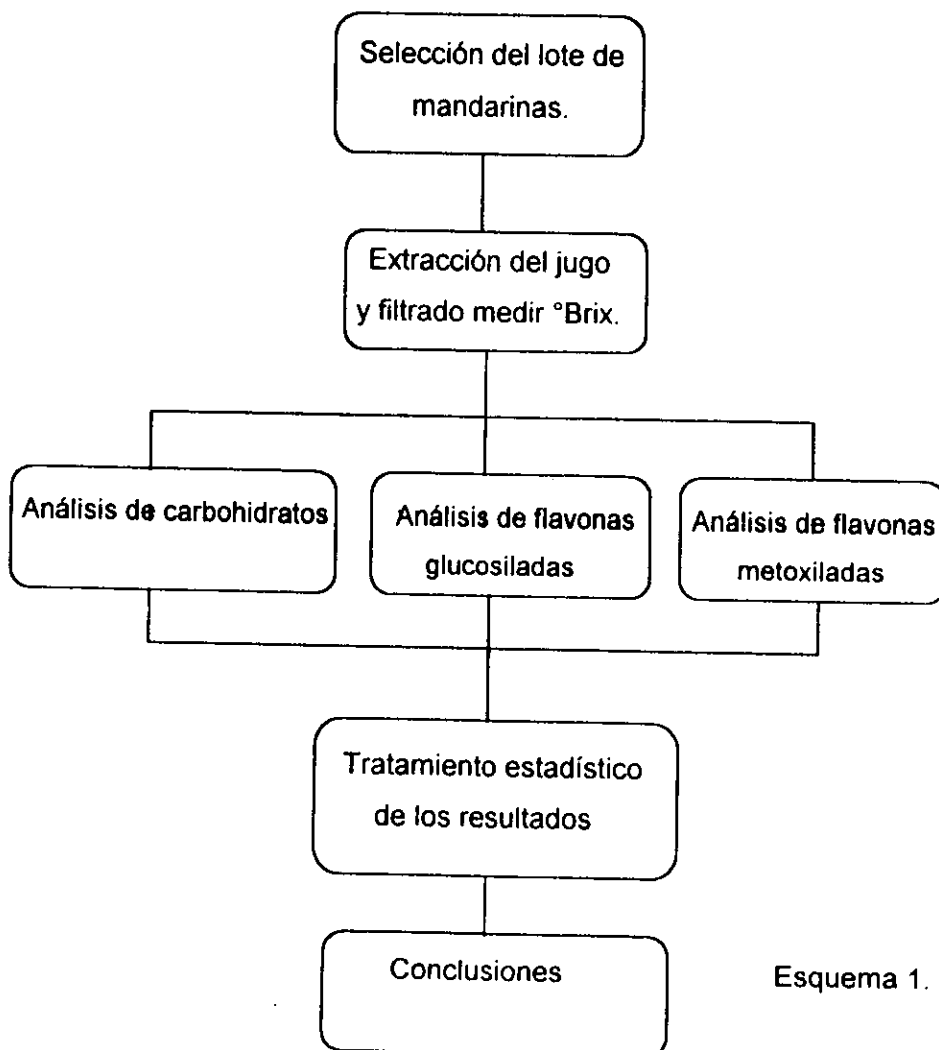 Selección del lote de
mandarinas.
Extracción del jugo
y filtrado medir °Brix.
Análisis de carbohidratos
Análisis de flavonas
glucosiladas
Análisis de flavonas
metoxiladas
Tratamiento estadístico
de los resultados
Conclusiones
Esquema 1.